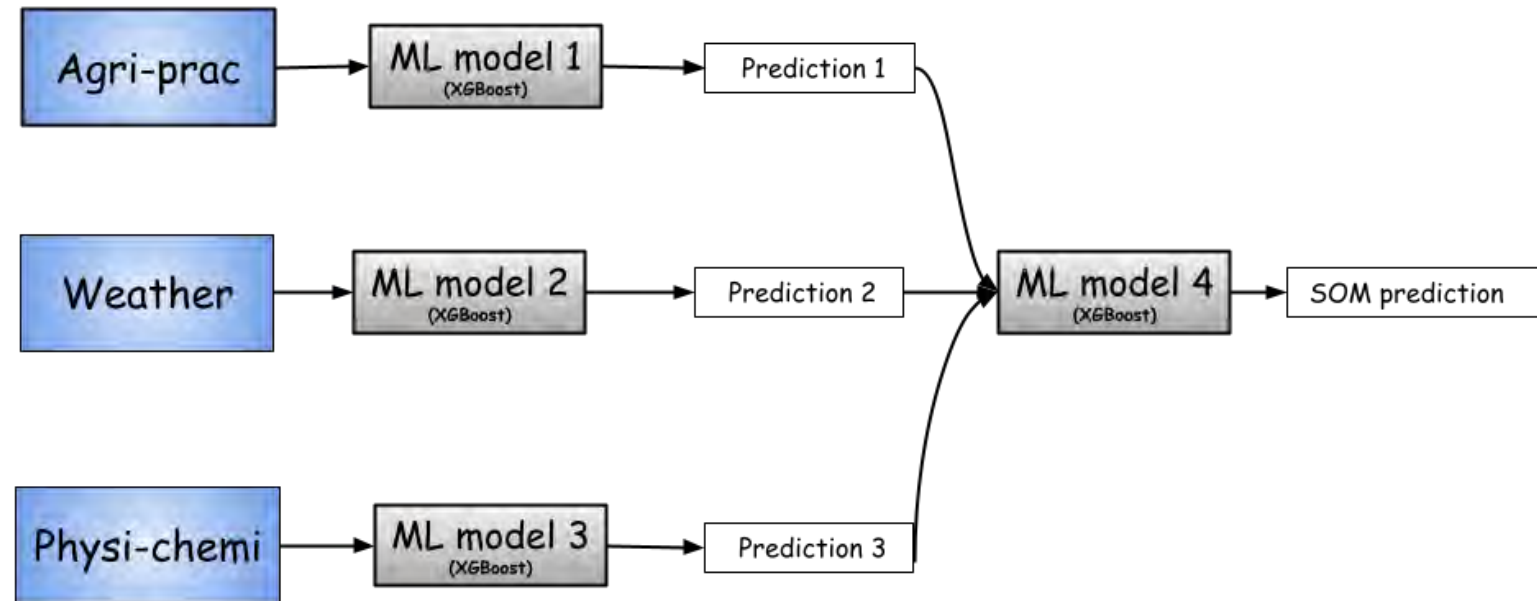 Agri-prac
ML model 1
(XGBoost)
Prediction 1
Weather
ML model 2
(XGBoost)
Prediction 2
ML model 4
(XGBoost)
SOM prediction
Physi-chemi
ML model 3
(XGBoost)
Prediction 3